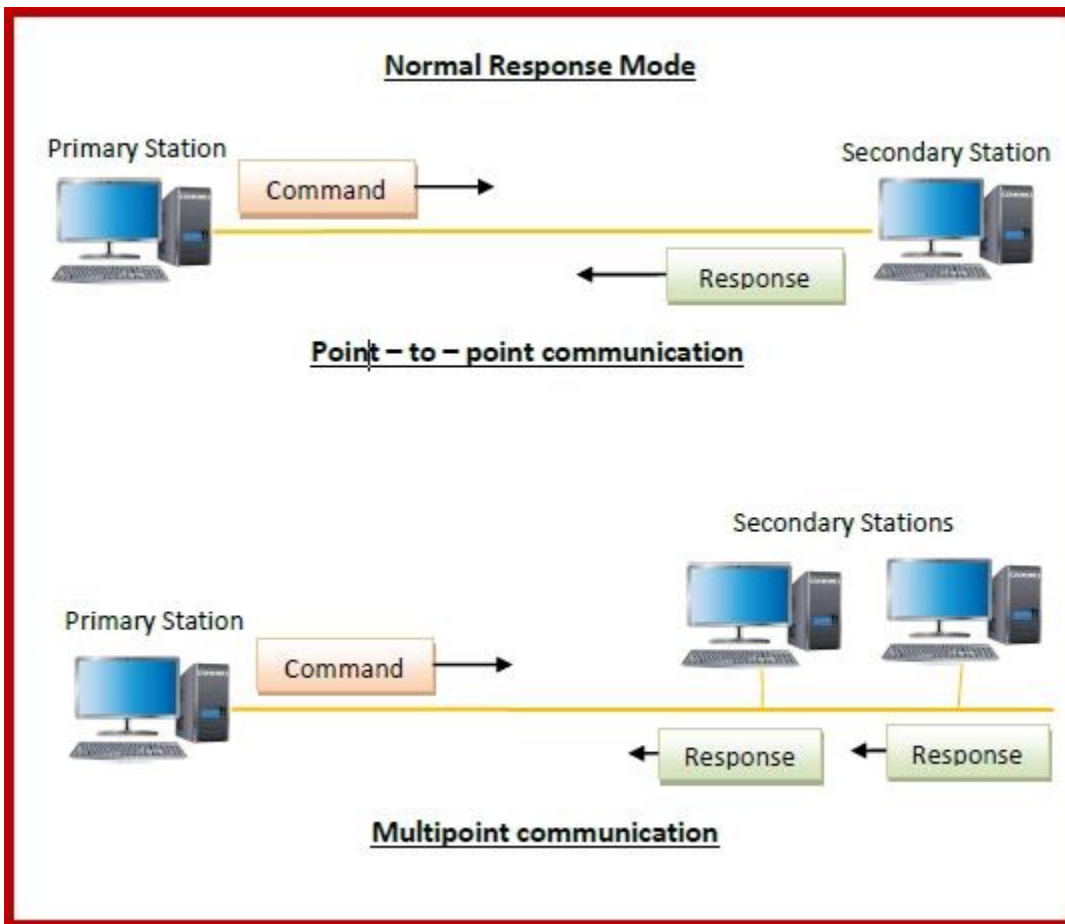 Normal Response Mode
Primary Station
Secondary Station
Command
Response
Point – to – point communication
Secondary Stations
Primary Station
Command
Response
Response
Multipoint communication